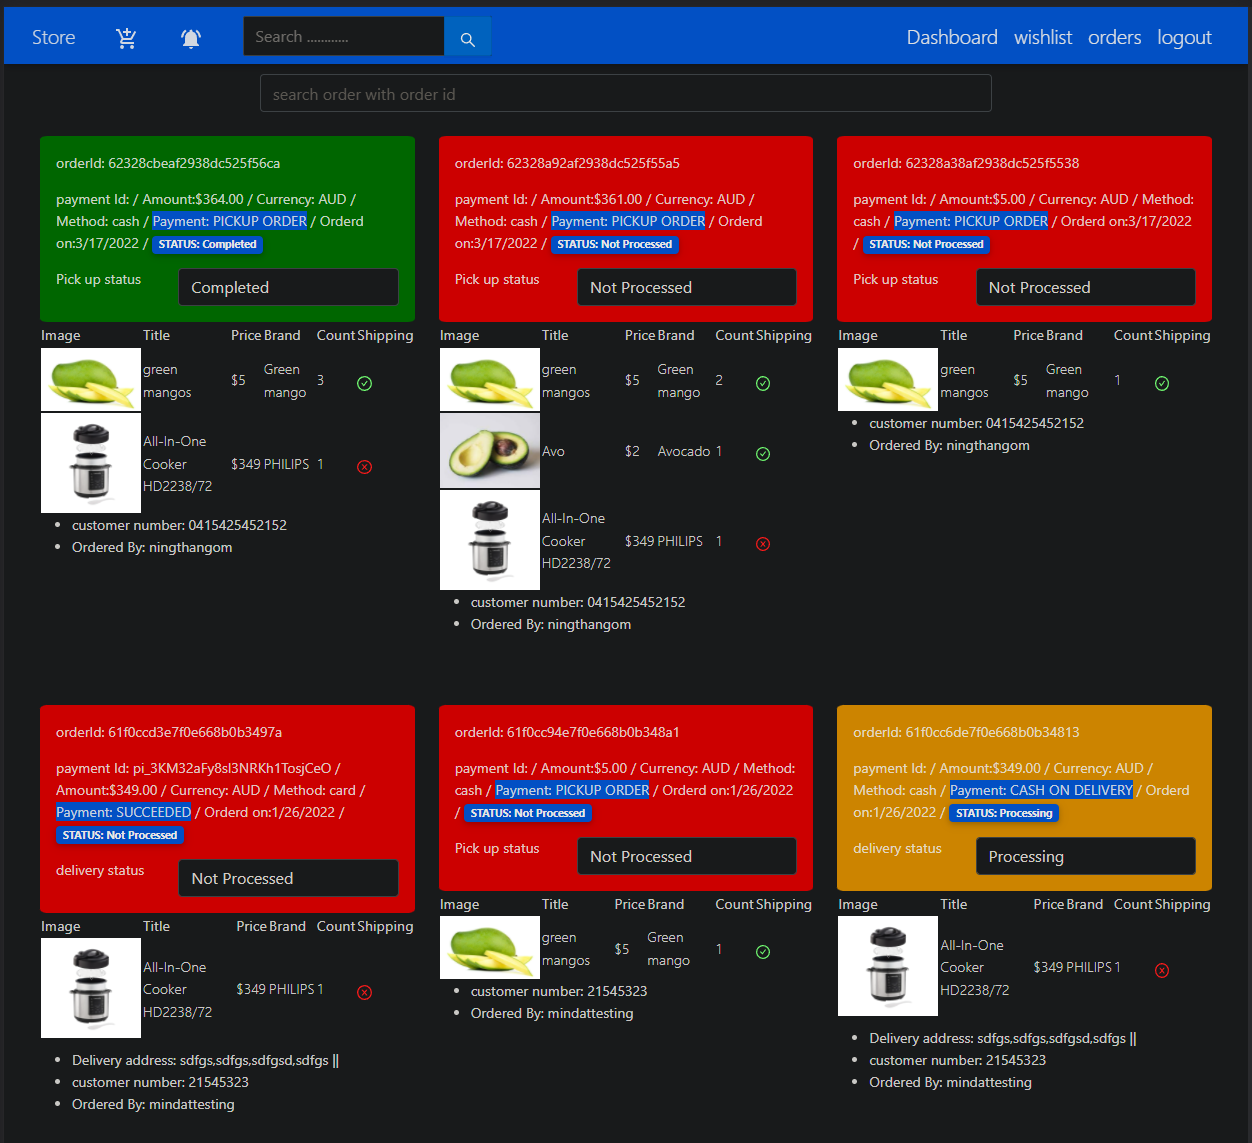 Store
Search ............
Dashboard wishlist orders logout
search order with order id
orderId: 62328cbeaf2938dc525f56ca
payment Id: / Amount:$364.00 / Currency: AUD /
Method: cash / Payment: PICKUP ORDER / Orderd
on:3/17/2022 / STATUS: Completed
Pick up status Completed
Image Title Price Brand Count Shipping
green
mangos
$5
Green
mango
3
All-In-One
Cooker
HD2238/72
$349 PHILIPS 1
customer number: 0415425452152
Ordered By: ningthangom
orderId: 62328a92af2938dc525f55a5
payment Id: / Amount:$361.00 / Currency: AUD /
Method: cash / Payment: PICKUP ORDER / Orderd
on:3/17/2022 / STATUS: Not Processed
Pick up status Not Processed
Image Title Price Brand Count Shipping
green
mangos
$5
Green
mango
2
Avo $2 Avocado 1
All-In-One
Cooker
HD2238/72
$349 PHILIPS 1
customer number: 0415425452152
Ordered By: ningthangom
orderId: 62328a38af2938dc525f5538
payment Id: / Amount:$5.00 / Currency: AUD / Method:
cash / Payment: PICKUP ORDER / Orderd on:3/17/2022
/ STATUS: Not Processed
Pick up status Not Processed
Image Title Price Brand Count Shipping
green
mangos
$5
Green
mango
1
customer number: 0415425452152
Ordered By: ningthangom
orderId: 61f0ccd3e7f0e668b0b3497a
payment Id: pi_3KM32aFy8sl3NRKh1TosjCeO /
Amount:$349.00 / Currency: AUD / Method: card /
Payment: SUCCEEDED / Orderd on:1/26/2022 /
STATUS: Not Processed
delivery status Not Processed
Image Title Price Brand Count Shipping
All-In-One
Cooker
HD2238/72
$349 PHILIPS 1
Delivery address: sdfgs,sdfgs,sdfgsd,sdfgs ||
customer number: 21545323
Ordered By: mindattesting
orderId: 61f0cc94e7f0e668b0b348a1
payment Id: / Amount:$5.00 / Currency: AUD / Method:
cash / Payment: PICKUP ORDER / Orderd on:1/26/2022
/ STATUS: Not Processed
Pick up status Not Processed
Image Title Price Brand Count Shipping
green
mangos
$5
Green
mango
1
customer number: 21545323
Ordered By: mindattesting
orderId: 61f0cc6de7f0e668b0b34813
payment Id: / Amount:$349.00 / Currency: AUD /
Method: cash / Payment: CASH ON DELIVERY / Orderd
on:1/26/2022 / STATUS: Processing
delivery status Processing
Image Title Price Brand Count Shipping
All-In-One
Cooker
HD2238/72
$349 PHILIPS 1
Delivery address: sdfgs,sdfgs,sdfgsd,sdfgs ||
customer number: 21545323
Ordered By: mindattesting